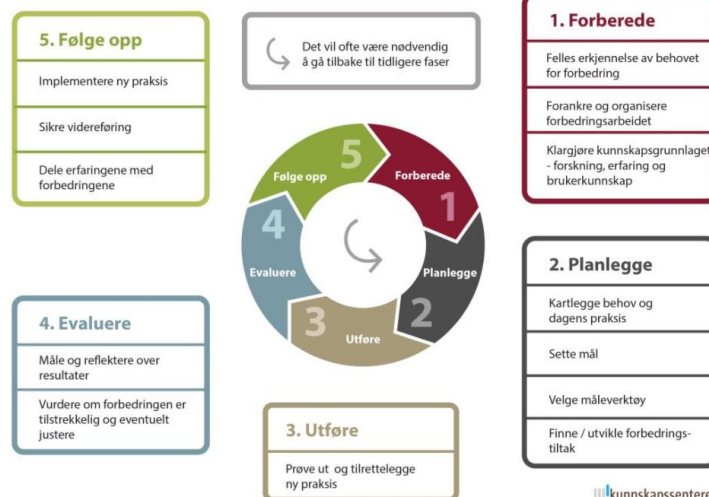 5. Følge opp
Implementere ny praksis
Sikre videreføring
Dele erfaringene med
forbedringene
Det vil ofte være nødvendig
å gå tilbake til tidligere faser
1. Forberede
Felles erkjennelse av behovet
for forbedring
Forankre og organisere
forbedringsarbeidet
Klargjøre kunnskapsgrunnlaget
- forskning, erfaring og
brukerkunnskap
5
Følge opp
Forberede
1
4
Evaluere
Planlegge
2
3
Utføre
2. Planlegge
Kartlegge behov og
dagens praksis
Sette mål
Velge måleverktøy
Finne / utvikle forbedrings-
tiltak
4. Evaluere
Måle og reflektere over
resultater
Vurdere om forbedringen er
tilstrekkelig og eventuelt
justere
3. Utføre
Prøve ut og tilrettelegge
ny praksis